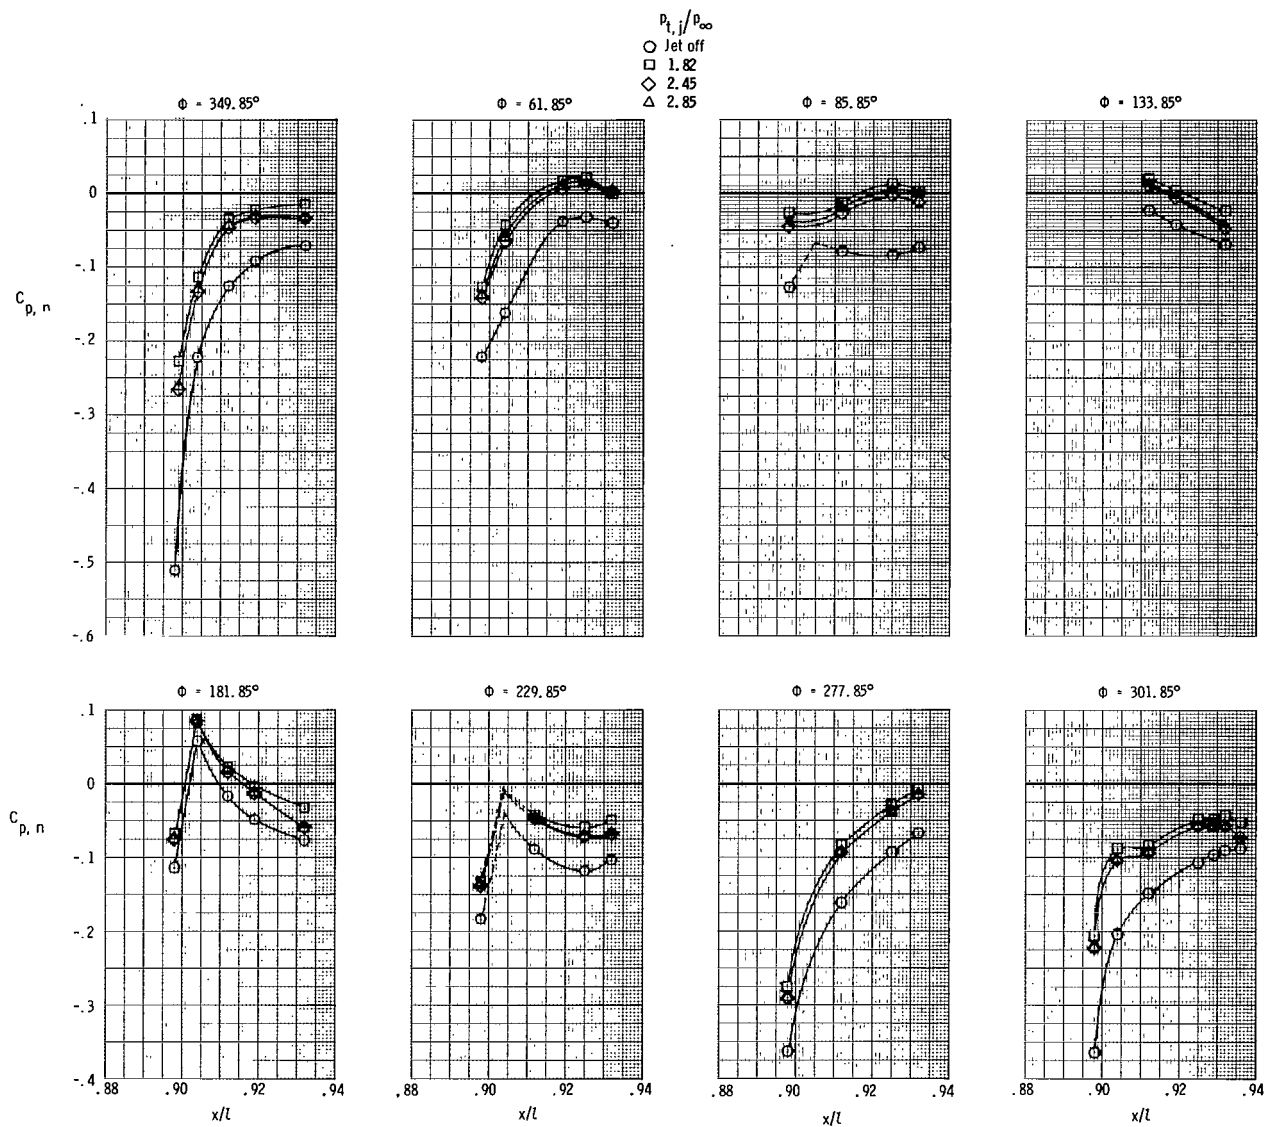 p_t,j/p_∞
Jet off
1.82
2.45
2.85
Φ = 349.85°
Φ = 61.85°
Φ = 85.85°
Φ = 133.85°
.1
0
-.1
-.2
-.3
-.4
-.5
-.6
C_p,n
Φ = 181.85°
Φ = 229.85°
Φ = 277.85°
Φ = 301.85°
.1
0
-.1
-.2
-.3
-.4
C_p,n
.88 .90 .92 .94
.88 .90 .92 .94
.88 .90 .92 .94
.88 .90 .92 .94
x/l
x/l
x/l
x/l